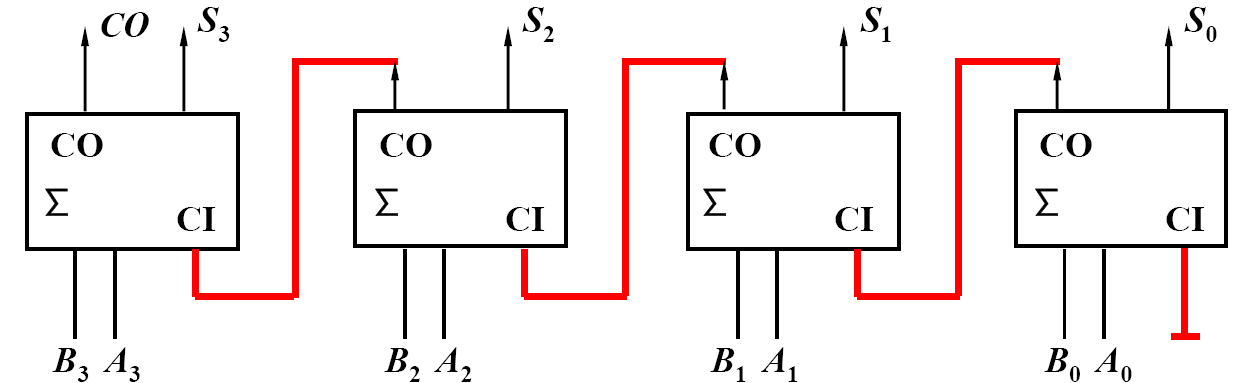 CO S₃ S₂ S₁ S₀
CO CO CO CO
Σ Σ Σ Σ
CI CI CI CI
B₃ A₃ B₂ A₂ B₁ A₁ B₀ A₀